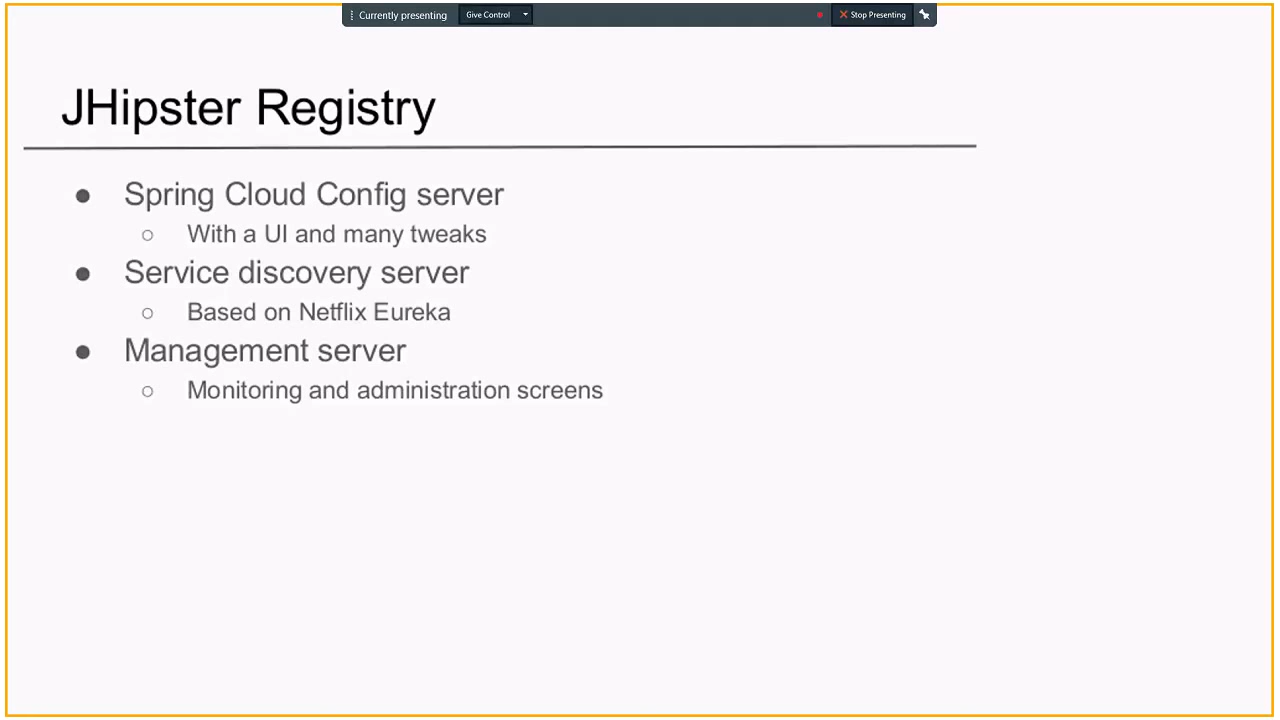 Currently presenting Give Control Stop Presenting
JHipster Registry
● Spring Cloud Config server
○ With a UI and many tweaks
● Service discovery server
○ Based on Netflix Eureka
● Management server
○ Monitoring and administration screens